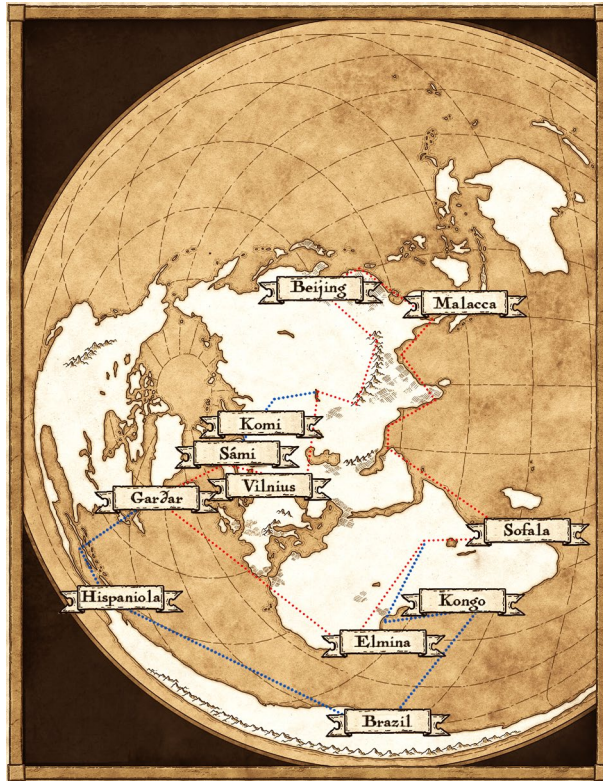 Beijing
Malacca
Komi
Sámi
Vilnius
Garðar
Sofala
Hispaniola
Kongo
Elmina
Brazil